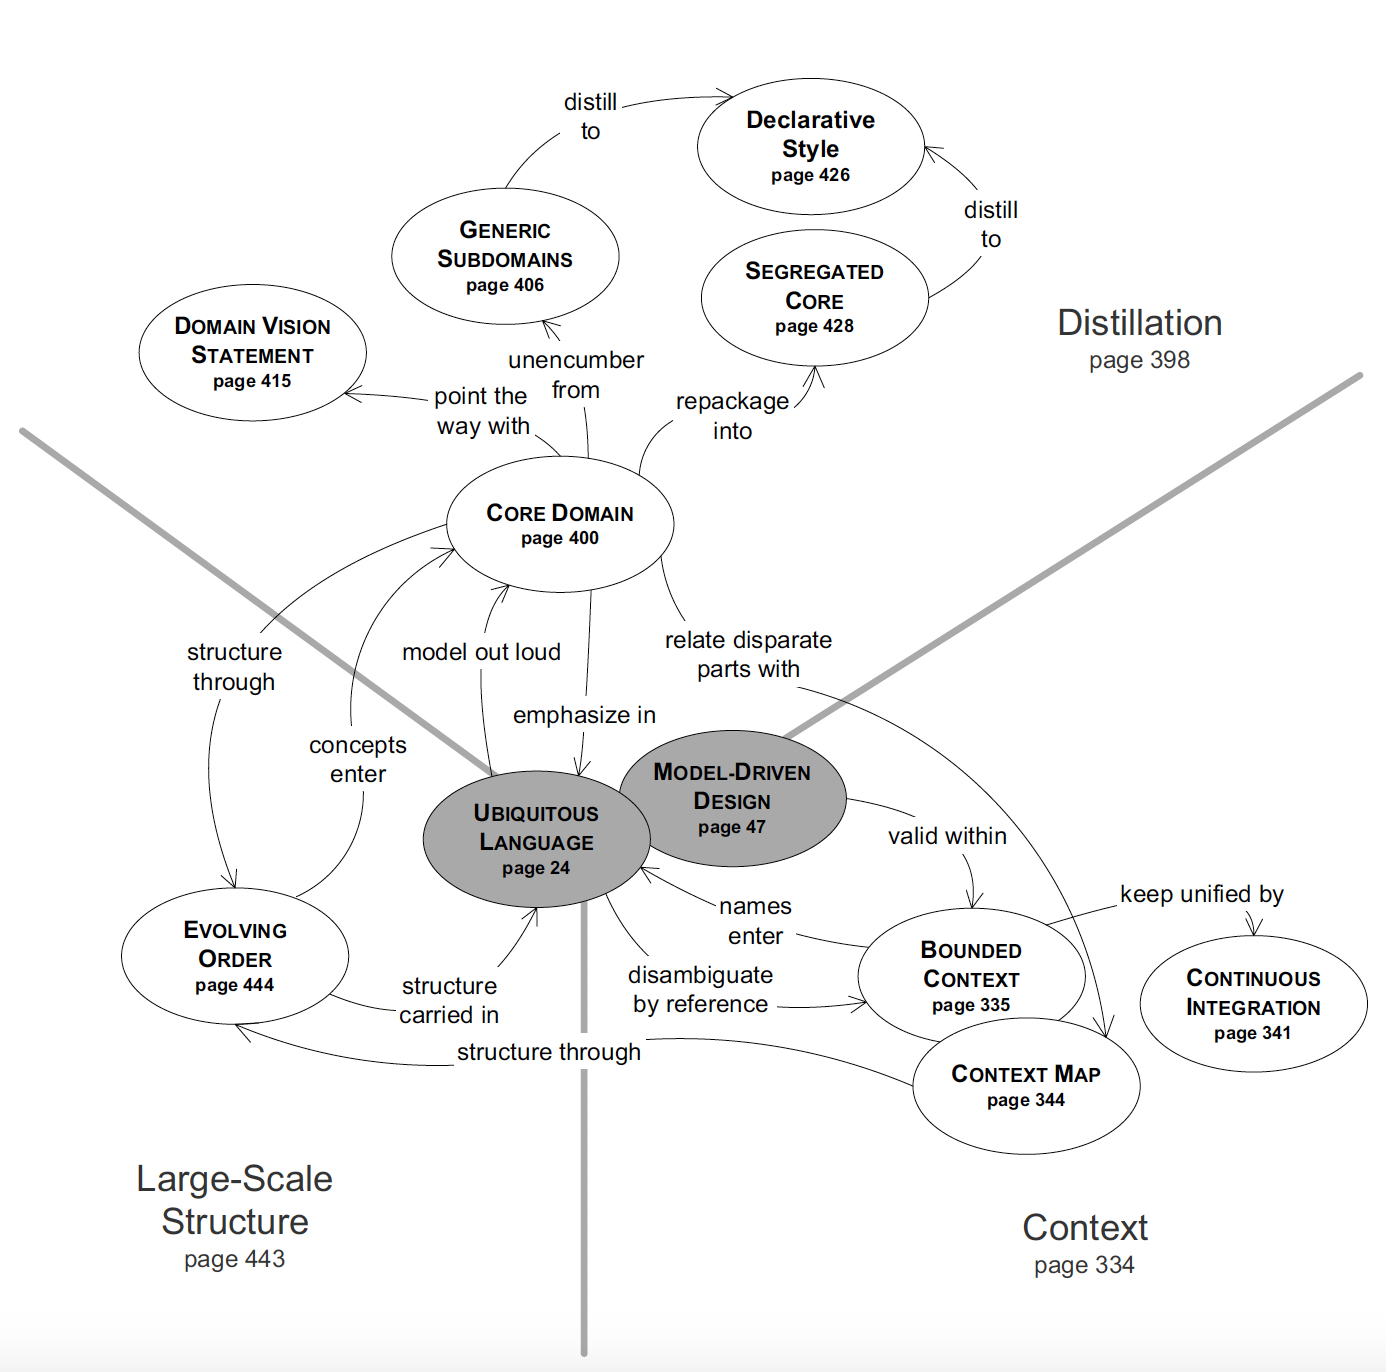 distill
to
Declarative
Style
page 426
GENERIC
SUBDOMAINS
page 406
distill
to
SEGREGATED
CORE
page 428
DOMAIN VISION
STATEMENT
page 415
Distillation
page 398
unencumber
from
point the
way with
repackage
into
CORE DOMAIN
page 400
structure
through
model out loud
relate disparate
parts with
concepts
enter
emphasize in
MODEL-DRIVEN
DESIGN
page 47
UBIQUITOUS
LANGUAGE
page 24
valid within
keep unified by
names
enter
EVOLVING
ORDER
page 444
BOUNDED
CONTEXT
page 335
CONTINUOUS
INTEGRATION
page 341
structure
carried in
disambiguate
by reference
structure through
CONTEXT MAP
page 344
Large-Scale
Structure
page 443
Context
page 334